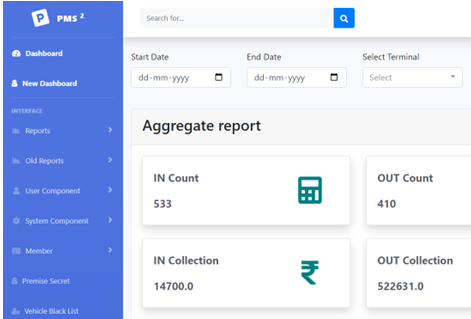 P PMS 2
Search for...
Dashboard
New Dashboard
INTERFACE
Reports
Old Reports
User Component
System Component
Member
Premise Secret
Vehicle Black List
Start Date End Date Select Terminal
dd-mm-yyyy dd-mm-yyyy Select
Aggregate report
IN Count OUT Count
533 410
IN Collection OUT Collection
14700.0 522631.0